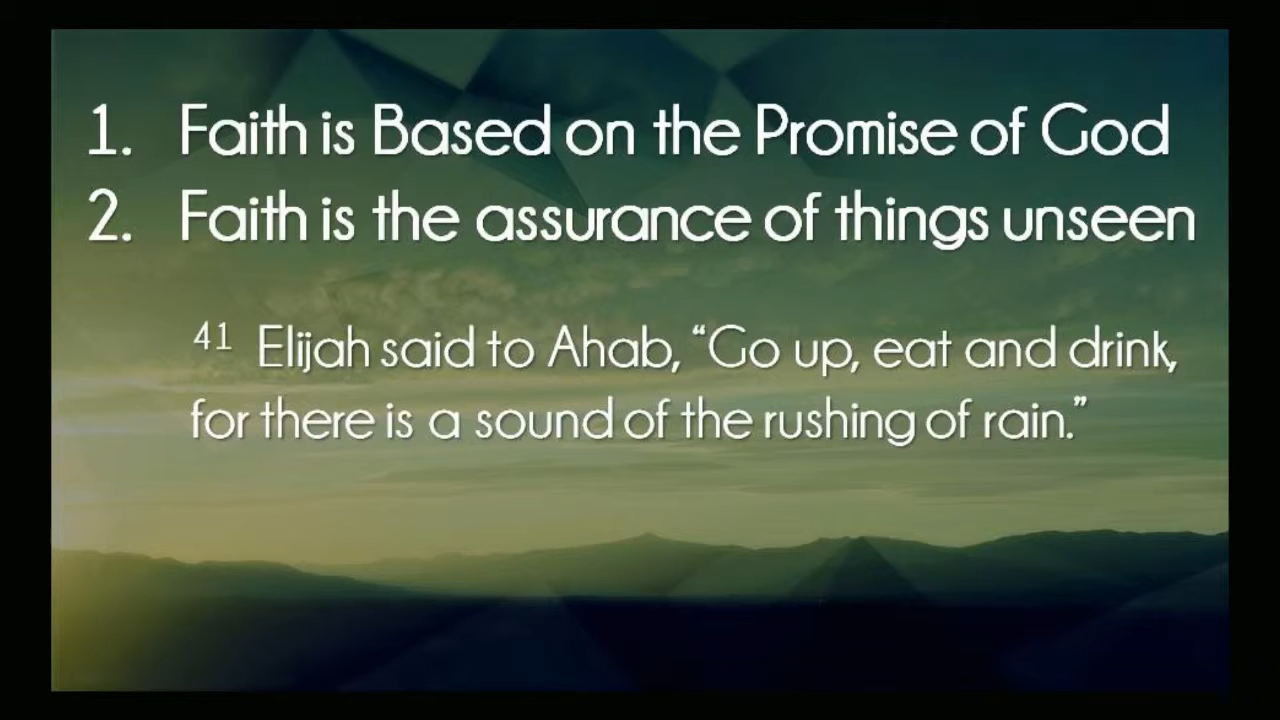 1. Faith is Based on the Promise of God
2. Faith is the assurance of things unseen
41 Elijah said to Ahab, “Go up, eat and drink,
for there is a sound of the rushing of rain.”